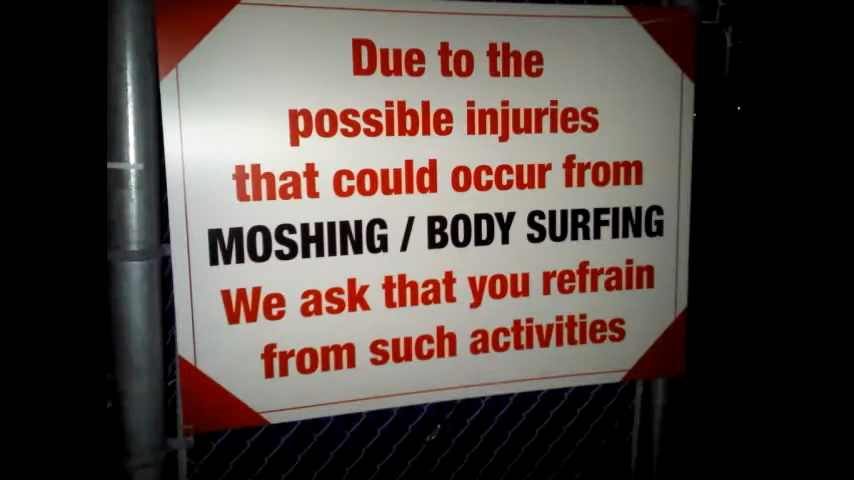 Due to the
possible injuries
that could occur from
MOSHING / BODY SURFING
We ask that you refrain
from such activities